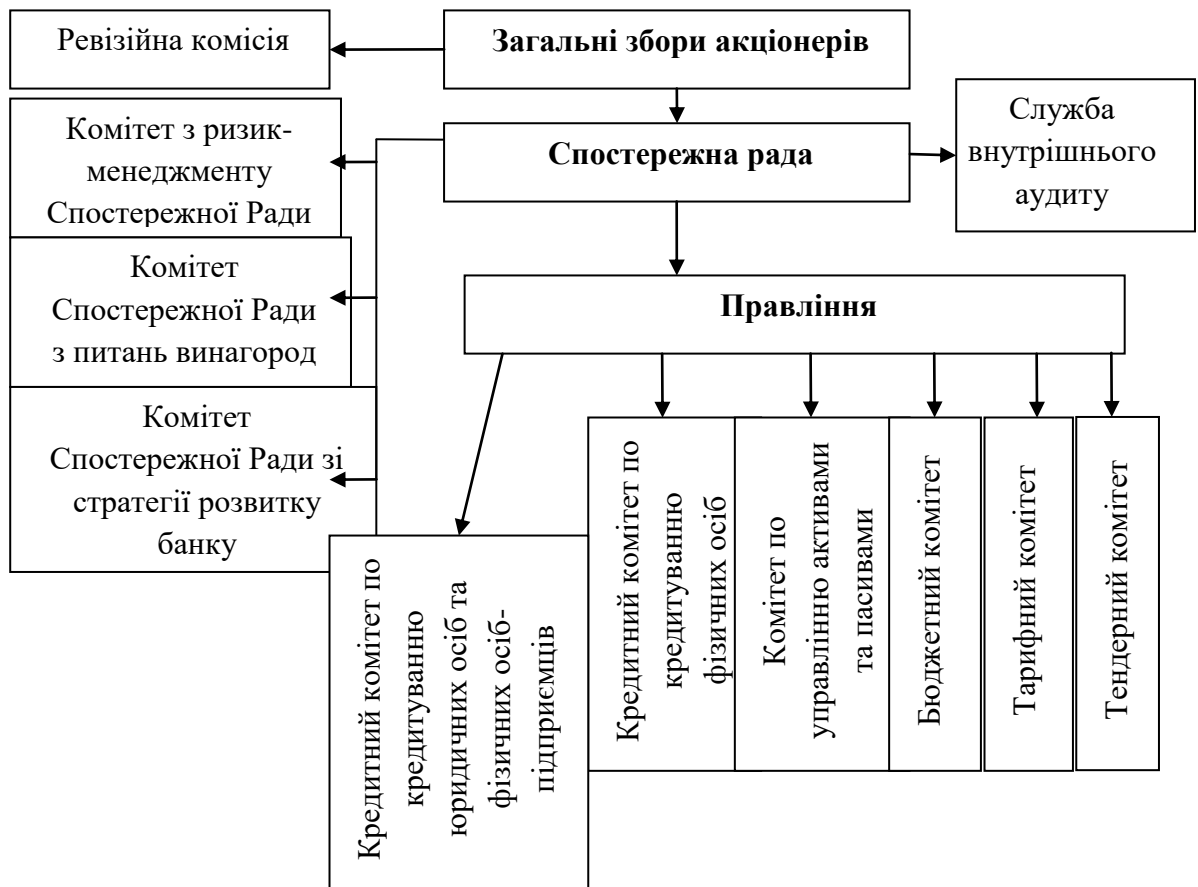 Ревізійна комісія
Загальні збори акціонерів
Комітет з ризик-
менеджменту
Спостережної Ради
Спостережна рада
Служба
внутрішнього
аудиту
Комітет
Спостережної Ради
з питань винагород
Правління
Комітет
Спостережної Ради зі
стратегії розвитку
банку
Кредитний комітет по
кредитуванню
юридичних осіб та
фізичних осіб-
підприємців
Кредитний комітет по
кредитуванню
фізичних осіб
Комітет по
управлінню активами
та пасивами
Бюджетний комітет
Тарифний комітет
Тендерний комітет